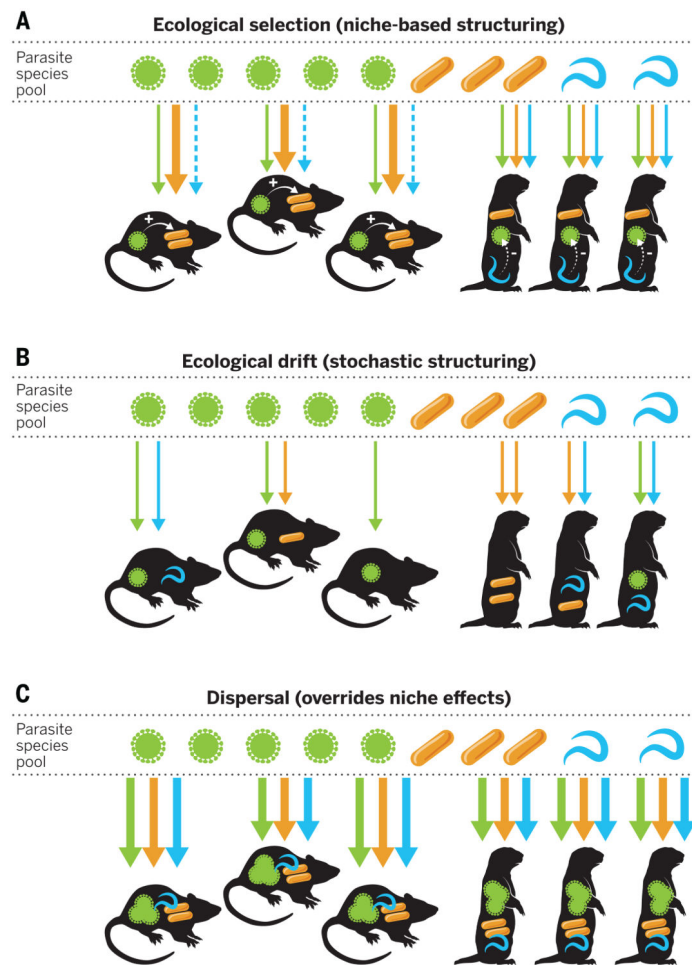 A
Ecological selection (niche-based structuring)
Parasite
species
pool
+
+
+
-
-
-
B
Ecological drift (stochastic structuring)
Parasite
species
pool
C
Dispersal (overrides niche effects)
Parasite
species
pool